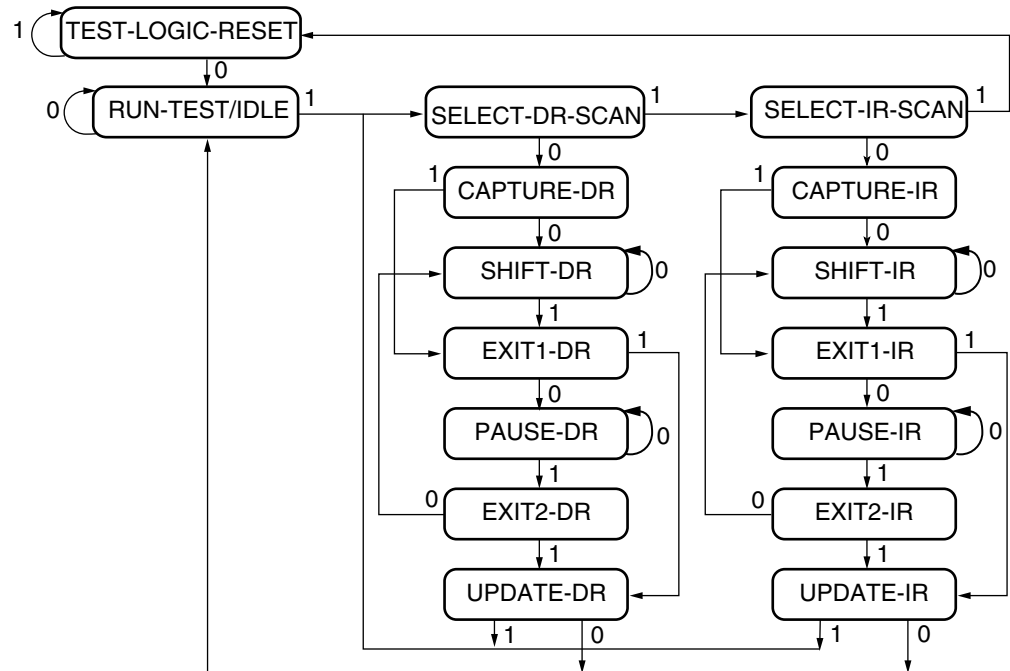 1 TEST-LOGIC-RESET
0
0 RUN-TEST/IDLE 1 SELECT-DR-SCAN 1 SELECT-IR-SCAN 1
0 0
1 CAPTURE-DR 1 CAPTURE-IR
0 0
SHIFT-DR 0 SHIFT-IR 0
1 1
EXIT1-DR 1 EXIT1-IR 1
0 0
PAUSE-DR 0 PAUSE-IR 0
1 1
0 EXIT2-DR 0 EXIT2-IR
1 1
UPDATE-DR UPDATE-IR
1 0 1 0